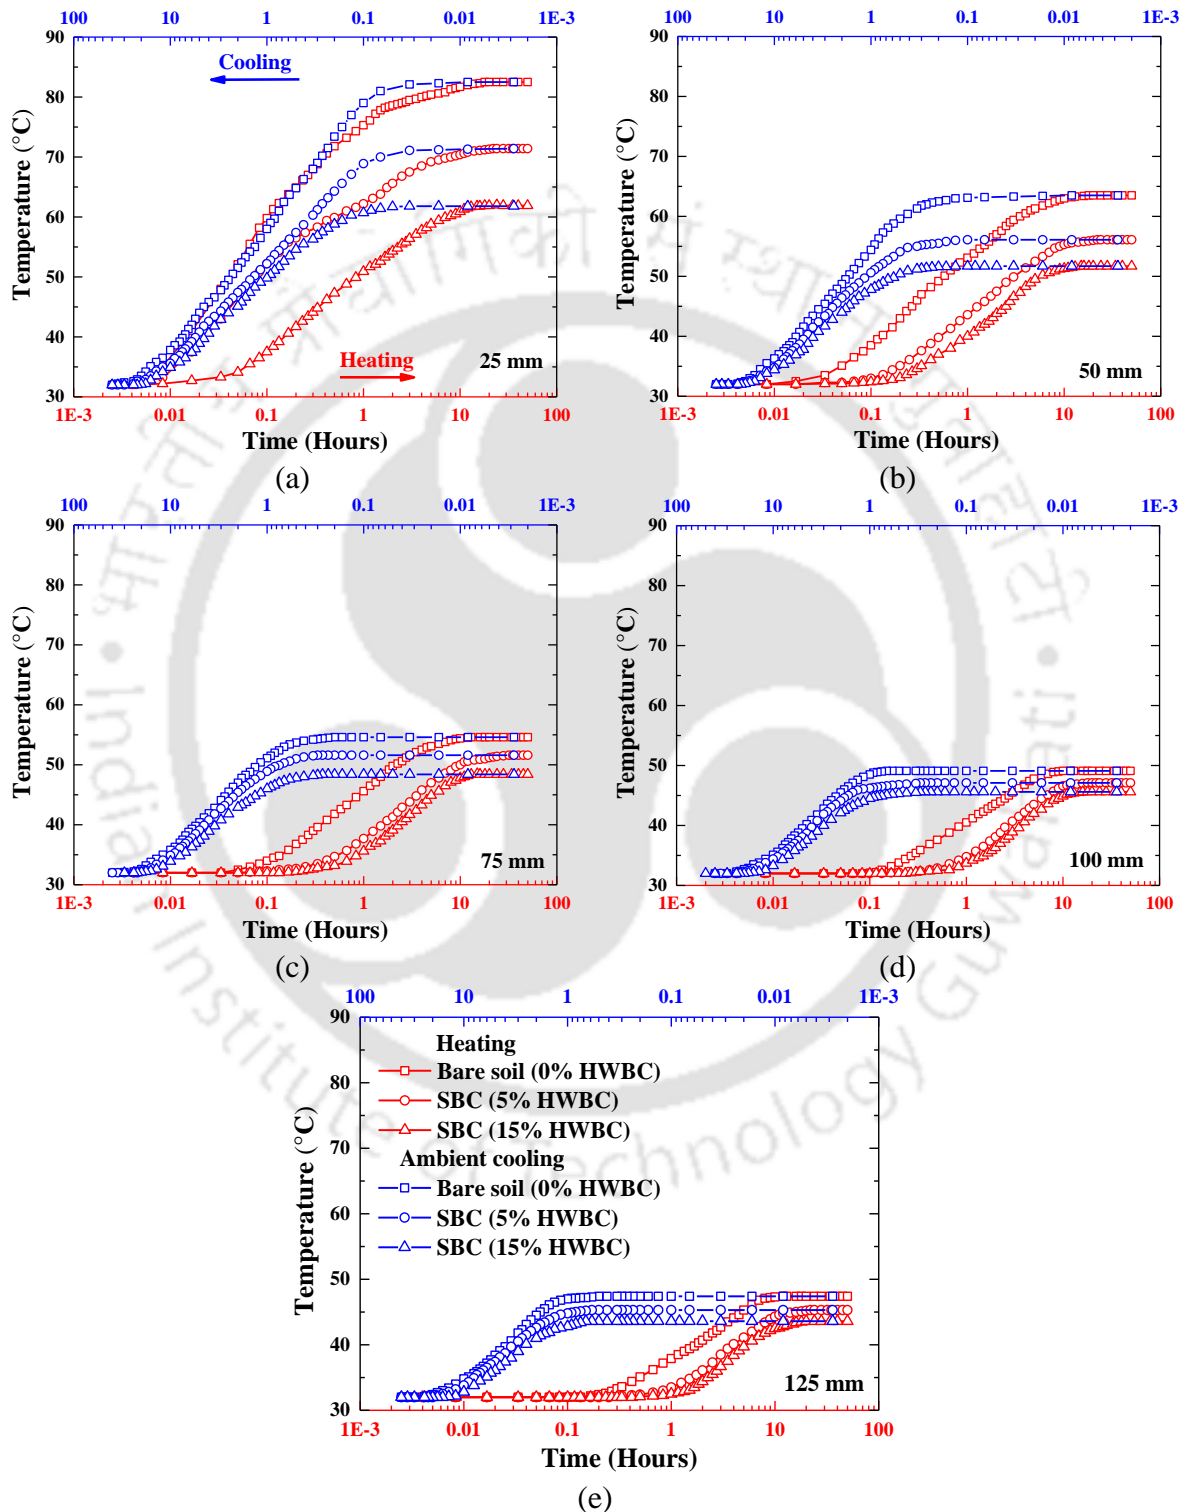 100 10 1 0.1 0.01 1E-3
90
80
70
60
50
40
30
Temperature (°C)
Cooling
Heating
25 mm
1E-3 0.01 0.1 1 10 100
Time (Hours)
(a)
100 10 1 0.1 0.01 1E-3
90
80
70
60
50
40
30
Temperature (°C)
50 mm
1E-3 0.01 0.1 1 10 100
Time (Hours)
(b)
100 10 1 0.1 0.01 1E-3
90
80
70
60
50
40
30
Temperature (°C)
75 mm
1E-3 0.01 0.1 1 10 100
Time (Hours)
(c)
100 10 1 0.1 0.01 1E-3
90
80
70
60
50
40
30
Temperature (°C)
100 mm
1E-3 0.01 0.1 1 10 100
Time (Hours)
(d)
100 10 1 0.1 0.01 1E-3
90
80
70
60
50
40
30
Temperature (°C)
Heating
Bare soil (0% HWBC)
SBC (5% HWBC)
SBC (15% HWBC)
Ambient cooling
Bare soil (0% HWBC)
SBC (5% HWBC)
SBC (15% HWBC)
125 mm
1E-3 0.01 0.1 1 10 100
Time (Hours)
(e)
Indian Institute of Technology Guwahati